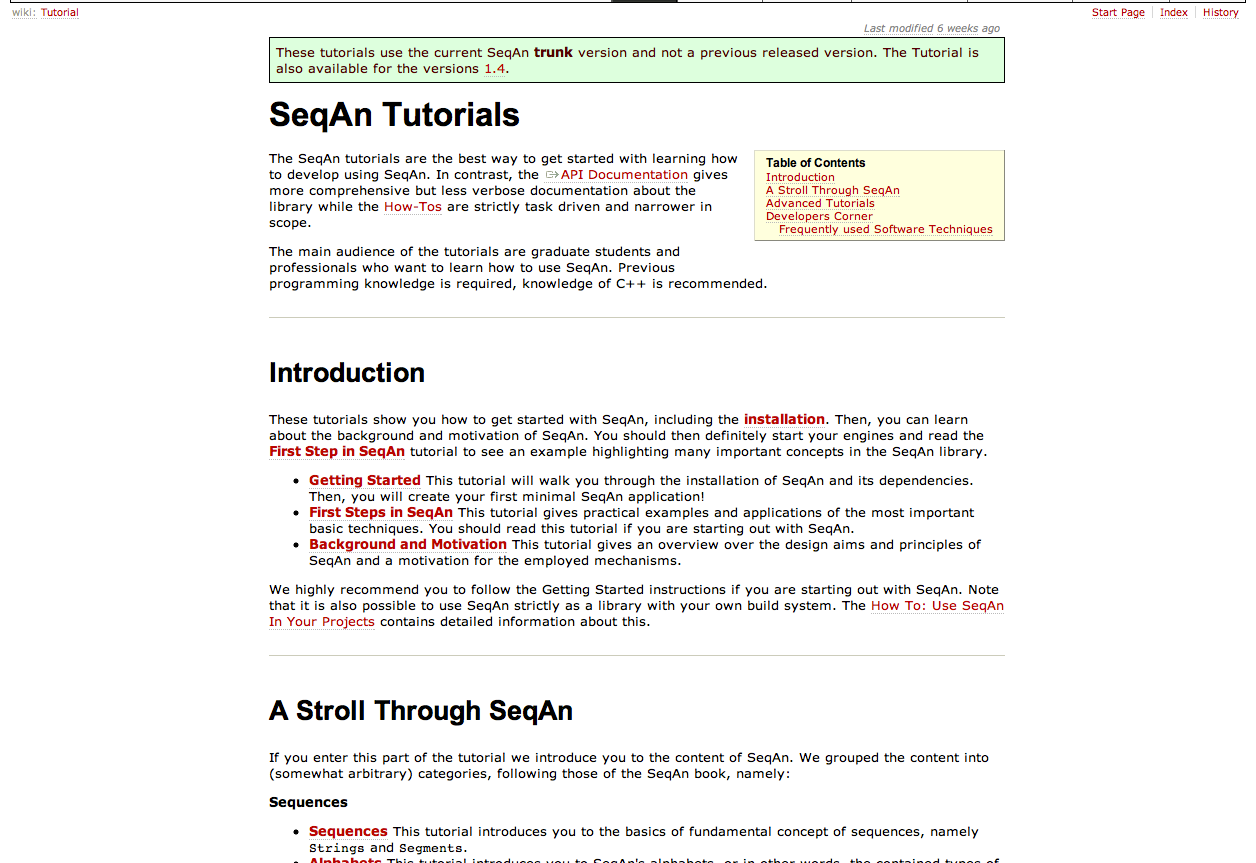 wiki: Tutorial
Start Page | Index | History
Last modified 6 weeks ago
These tutorials use the current SeqAn trunk version and not a previous released version. The Tutorial is
also available for the versions 1.4.
SeqAn Tutorials
The SeqAn tutorials are the best way to get started with learning how
to develop using SeqAn. In contrast, the API Documentation gives
more comprehensive but less verbose documentation about the
library while the How-Tos are strictly task driven and narrower in
scope.
Table of Contents
Introduction
A Stroll Through SeqAn
Advanced Tutorials
Developers Corner
Frequently used Software Techniques
The main audience of the tutorials are graduate students and
professionals who want to learn how to use SeqAn. Previous
programming knowledge is required, knowledge of C++ is recommended.
Introduction
These tutorials show you how to get started with SeqAn, including the installation. Then, you can learn
about the background and motivation of SeqAn. You should then definitely start your engines and read the
First Step in SeqAn tutorial to see an example highlighting many important concepts in the SeqAn library.
• Getting Started This tutorial will walk you through the installation of SeqAn and its dependencies.
Then, you will create your first minimal SeqAn application!
• First Steps in SeqAn This tutorial gives practical examples and applications of the most important
basic techniques. You should read this tutorial if you are starting out with SeqAn.
• Background and Motivation This tutorial gives an overview over the design aims and principles of
SeqAn and a motivation for the employed mechanisms.
We highly recommend you to follow the Getting Started instructions if you are starting out with SeqAn. Note
that it is also possible to use SeqAn strictly as a library with your own build system. The How To: Use SeqAn
In Your Projects contains detailed information about this.
A Stroll Through SeqAn
If you enter this part of the tutorial we introduce you to the content of SeqAn. We grouped the content into
(somewhat arbitrary) categories, following those of the SeqAn book, namely:
Sequences
• Sequences This tutorial introduces you to the basics of fundamental concept of sequences, namely
Strings and Segments.
• Alphabets This tutorial introduces you to SeqAn's alphabets, or in other words, the contained types of